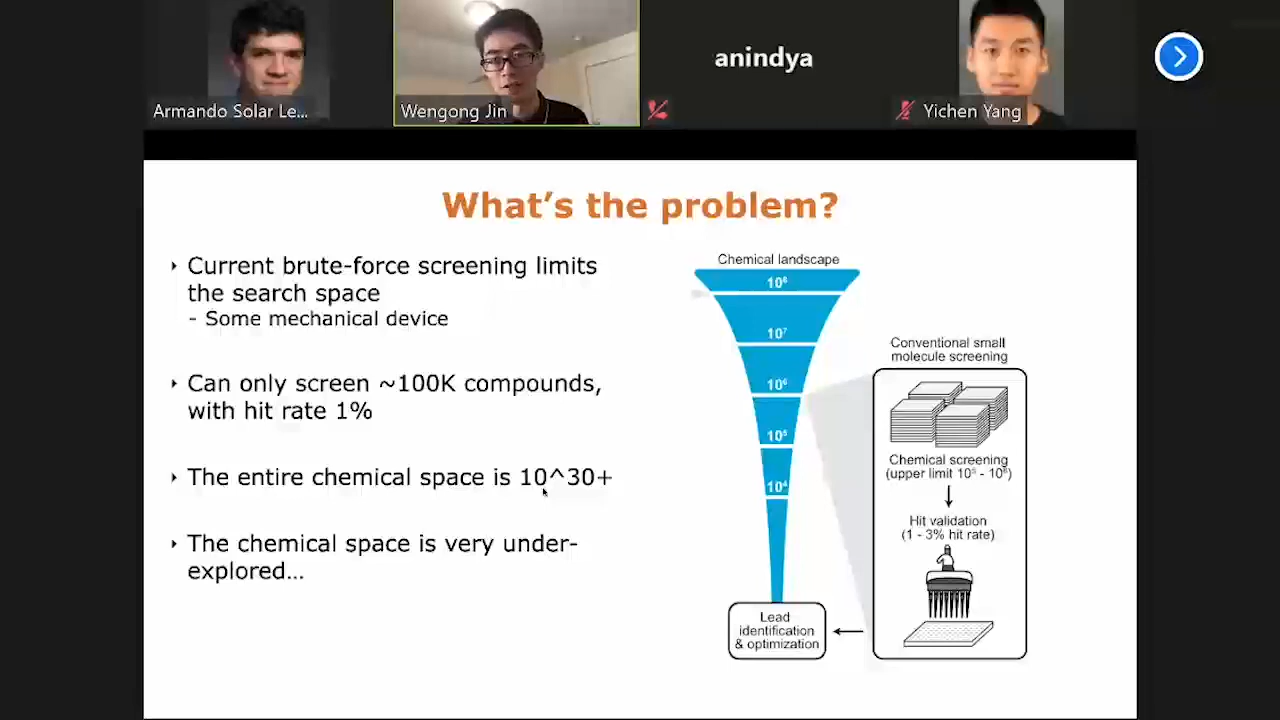 anindya
Armando Solar Le...
Wengong Jin
Yichen Yang
What's the problem?
‣ Current brute-force screening limits
the search space
- Some mechanical device
‣ Can only screen ~100K compounds,
with hit rate 1%
‣ The entire chemical space is 10^30+
‣ The chemical space is very under-
explored...
Chemical landscape
10⁸
10⁷
10⁶
10⁵
10⁴
Lead
identification
& optimization
Conventional small
molecule screening
Chemical screening
(upper limit 10⁵ - 10⁶)
Hit validation
(1 - 3% hit rate)